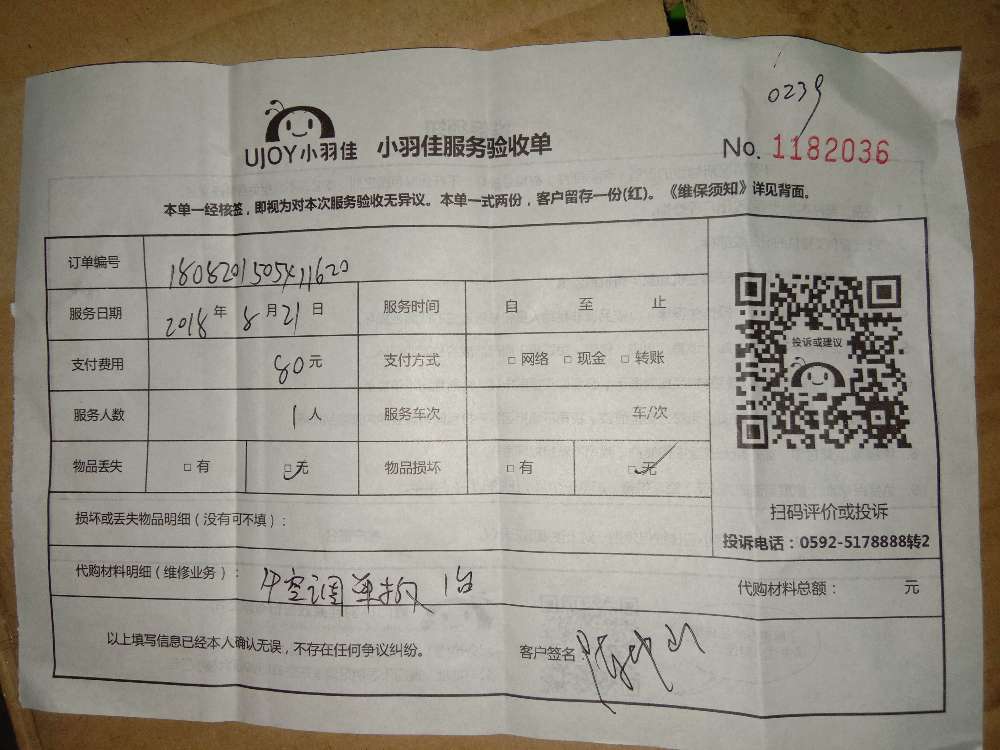 0239
UJOY小羽佳 小羽佳服务验收单 No. 1182036
本单一经核签，即视为对本次服务验收无异议。本单一式两份，客户留存一份(红)。《维保须知》详见背面。
订单编号 1808201505411620
服务日期 2018年 8月21日 服务时间 自 至 止
支付费用 80元 支付方式 □网络 □现金 □转账
投诉或建议
服务人数 1人 服务车次 车/次
物品丢失 □有 □无 物品损坏 □有 □无
损坏或丢失物品明细（没有可不填）：
扫码评价或投诉
投诉电话：0592-5178888转2
代购材料明细（维修业务）： 空调单拆 1台 代购材料总额： 元
以上填写信息已经本人确认无误，不存在任何争议纠纷。 客户签名：